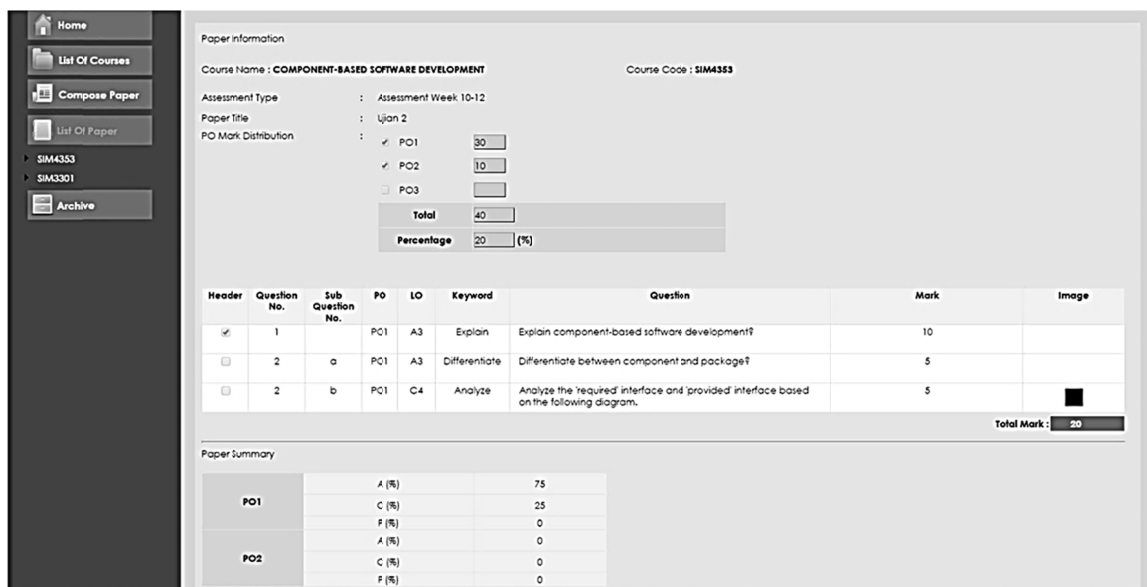 Home
List Of Courses
Compose Paper
List Of Paper
SIM4353
SIM3301
Archive
Paper Information
Course Name : COMPONENT-BASED SOFTWARE DEVELOPMENT Course Code : SIM4353
Assessment Type : Assessment Week 10-12
Paper Title : Ujian 2
PO Mark Distribution :
PO1 30
PO2 10
PO3
Total 40
Percentage 20 (%)
Header Question No. Sub Question No. PO LO Keyword Question Mark Image
1 PO1 A3 Explain Explain component-based software development? 10
2 a PO1 A3 Differentiate Differentiate between component and package? 5
2 b PO1 C4 Analyze Analyze the 'required' interface and 'provided' interface based 5
on the following diagram.
Total Mark : 20
Paper Summary
PO1
A (%) 75
C (%) 25
P (%) 0
PO2
A (%) 0
C (%) 0
P (%) 0